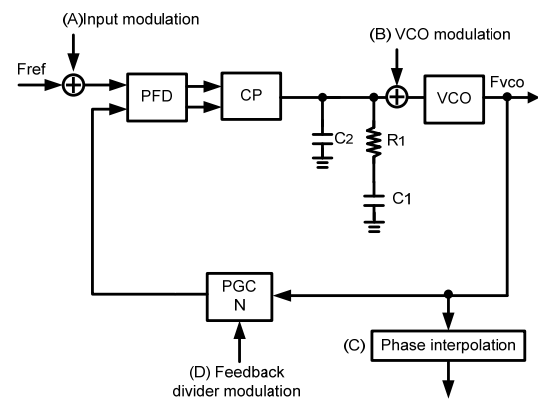 (A)Input modulation
(B) VCO modulation
Fref
PFD
CP
VCO
Fvco
C2
R1
C1
PGC
N
(C)
Phase interpolation
(D) Feedback
divider modulation